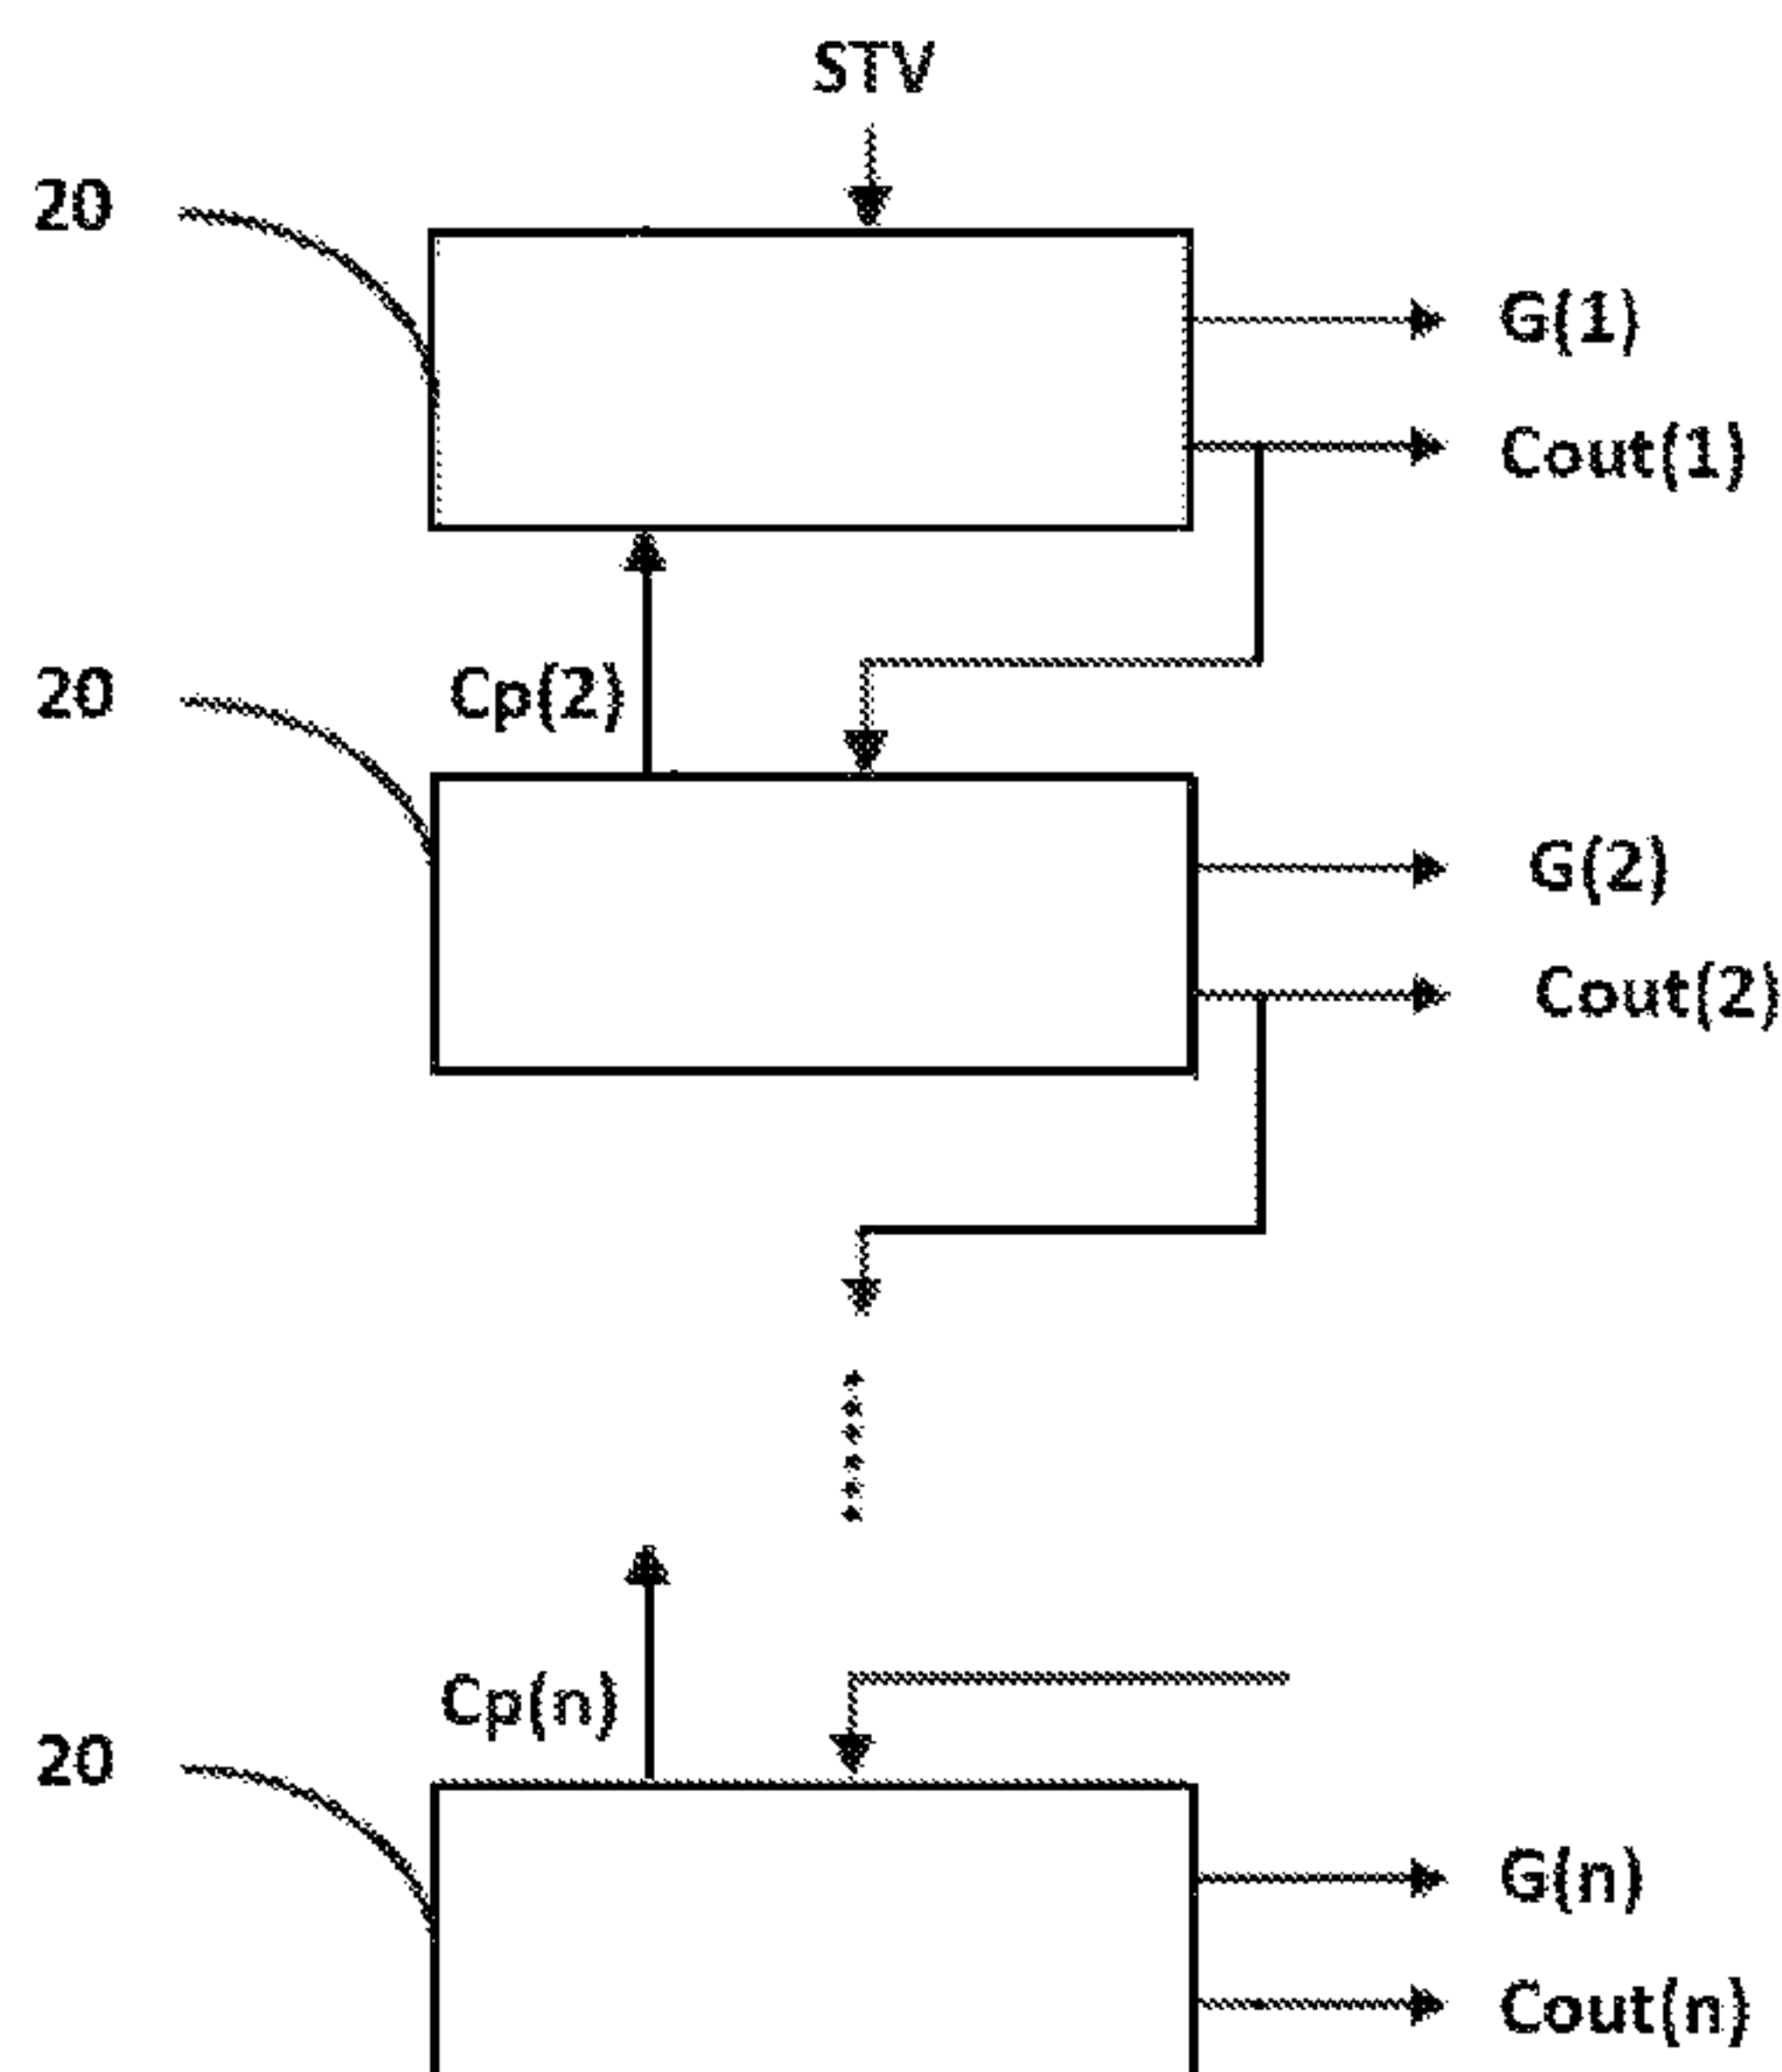 STV
20
G(1)
Cout(1)
20
Cp(2)
G(2)
Cout(2)
Cp(n)
20
G(n)
Cout(n)